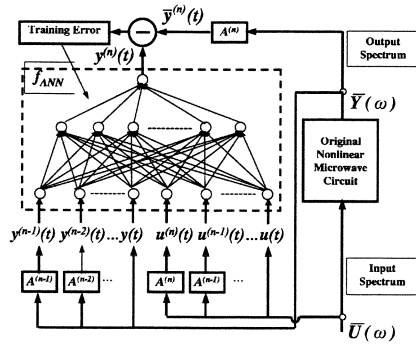 Training Error
−
ȳ⁽ⁿ⁾(t)
A⁽ⁿ⁾
Output Spectrum
y⁽ⁿ⁾(t)
f_ANN
Ȳ(ω)
Original Nonlinear Microwave Circuit
y⁽ⁿ⁻¹⁾(t) y⁽ⁿ⁻²⁾(t)...y(t) u⁽ⁿ⁾(t) u⁽ⁿ⁻¹⁾(t)...u(t)
A⁽ⁿ⁻¹⁾ A⁽ⁿ⁻²⁾ ... A⁽ⁿ⁾ A⁽ⁿ⁻¹⁾ ...
Input Spectrum
Ū(ω)